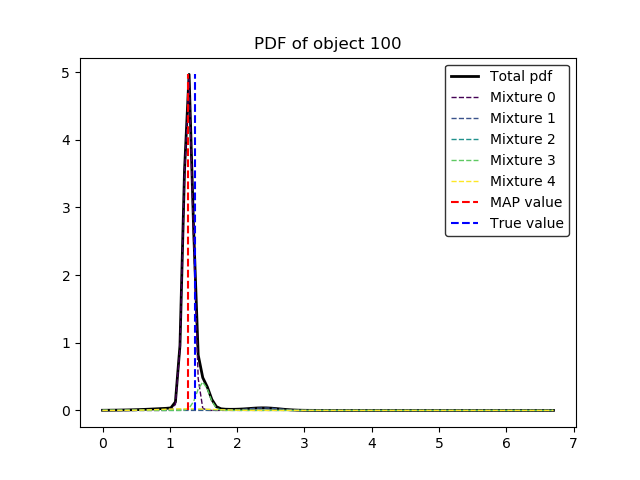 PDF of object 100
5
4
3
2
1
0
Total pdf
Mixture 0
Mixture 1
Mixture 2
Mixture 3
Mixture 4
MAP value
True value
0 1 2 3 4 5 6 7